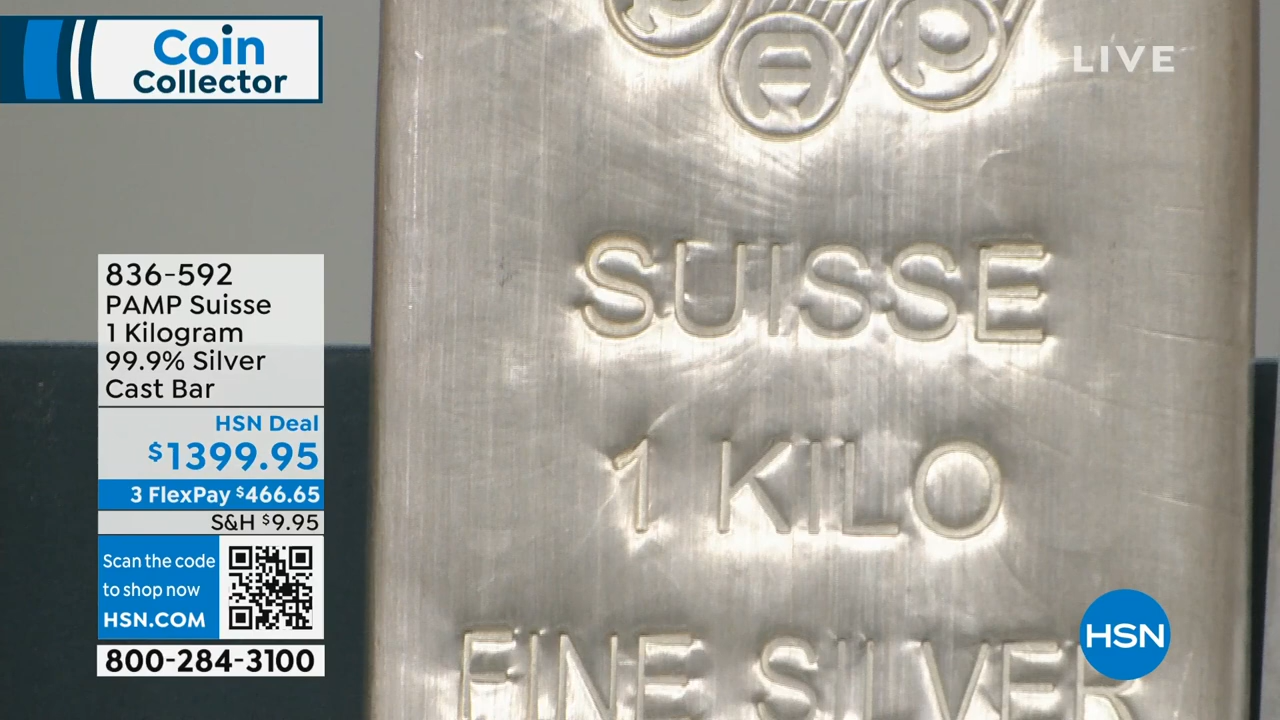 Coin
Collector
LIVE
P A P
SUISSE
1 KILO
FINE SILVER
836-592
PAMP Suisse
1 Kilogram
99.9% Silver
Cast Bar
HSN Deal
$1399.95
3 FlexPay $466.65
S&H $9.95
Scan the code
to shop now
HSN.COM
800-284-3100
HSN